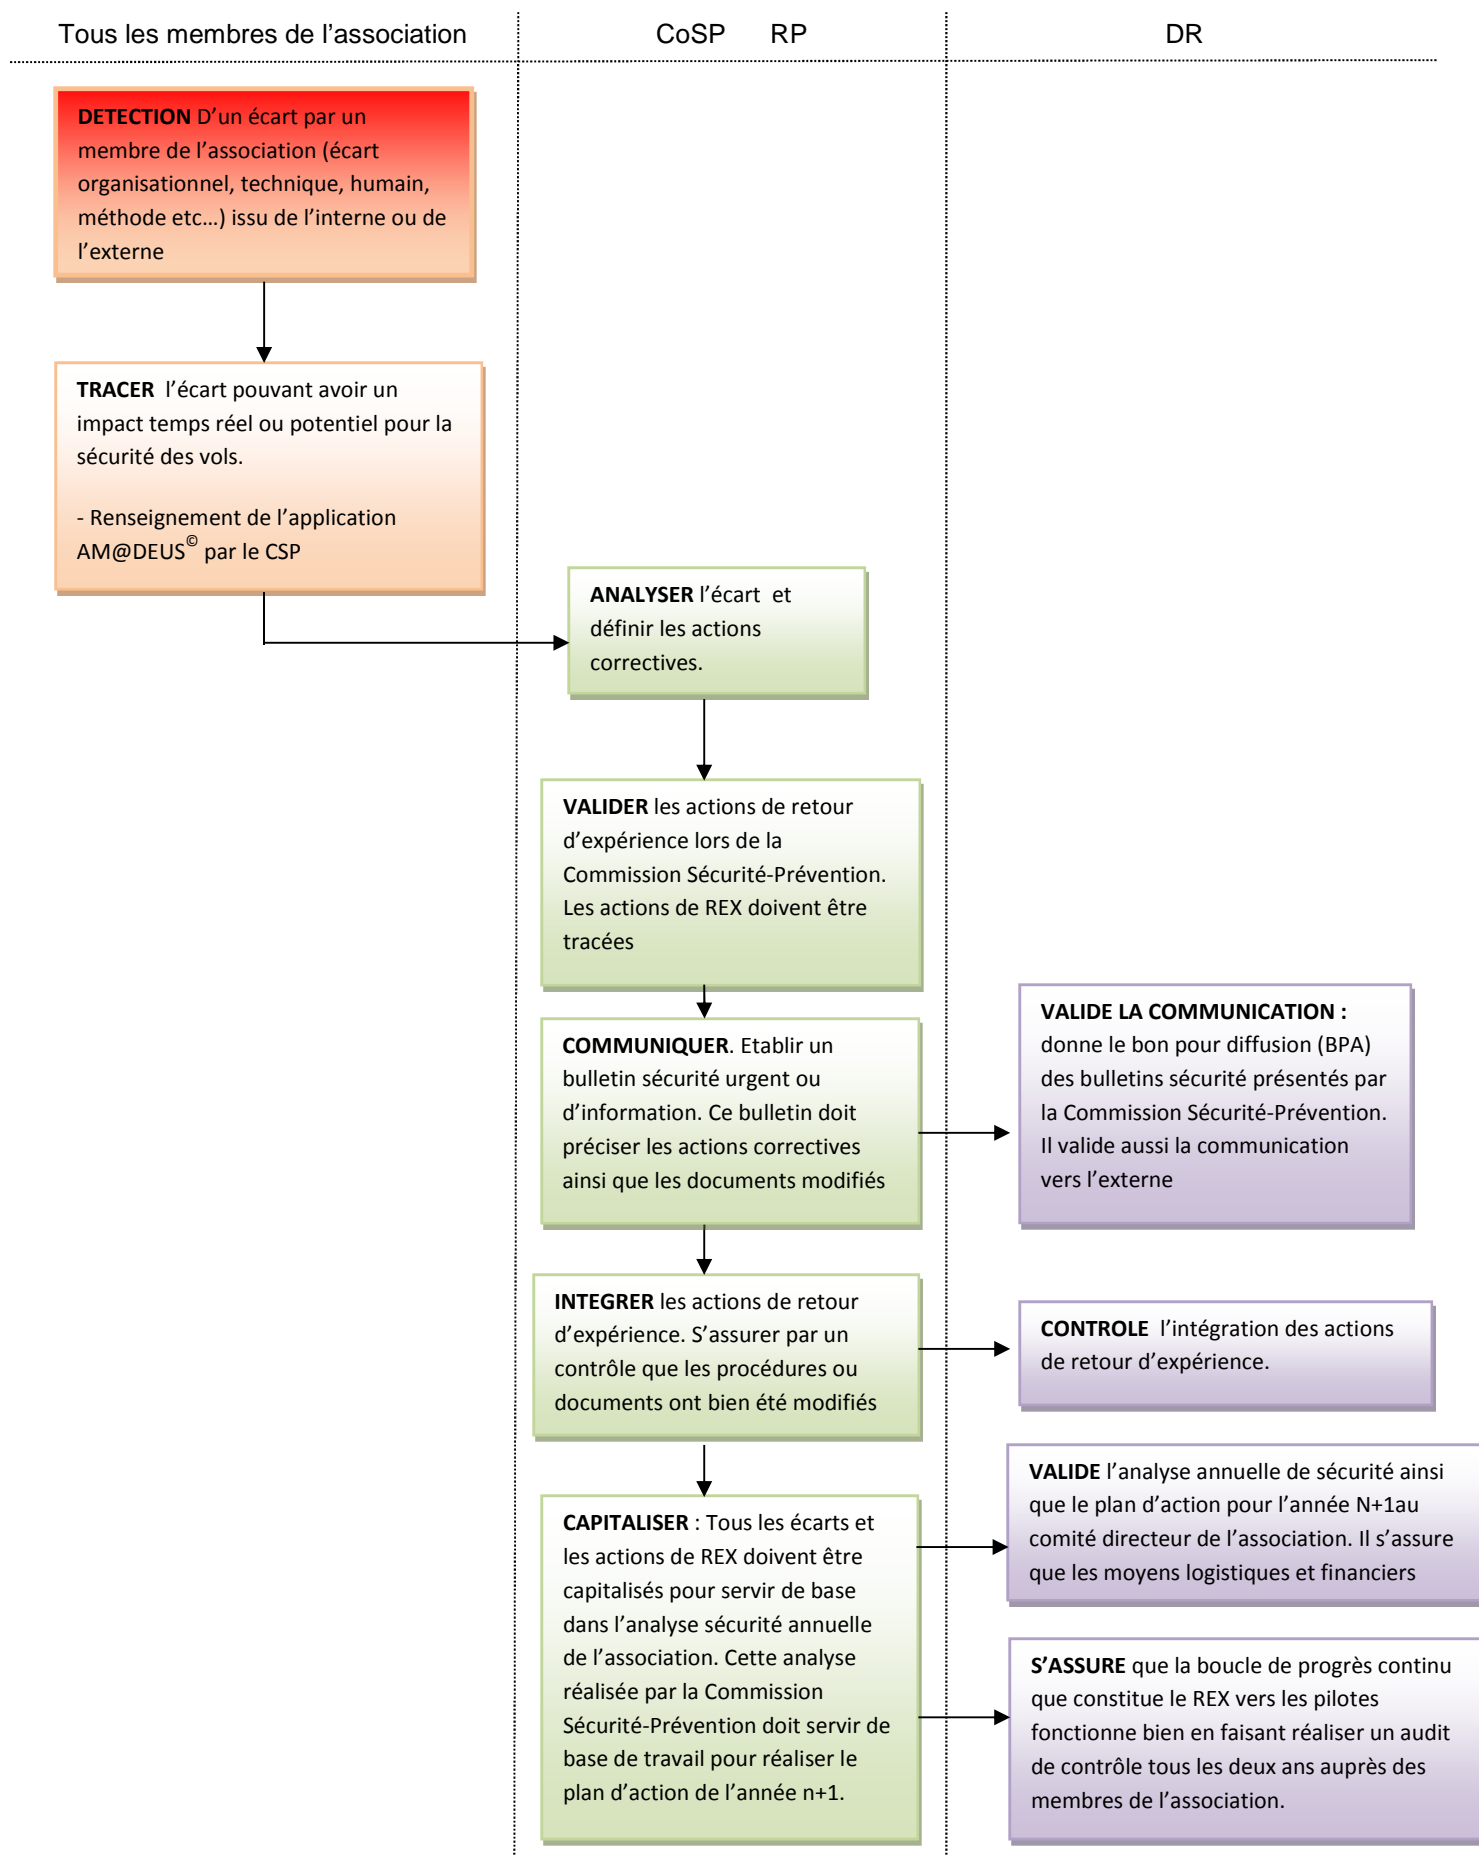 Tous les membres de l’association
CoSP RP
DR
DETECTION D’un écart par un
membre de l’association (écart
organisationnel, technique, humain,
méthode etc…) issu de l’interne ou de
l’externe
TRACER l’écart pouvant avoir un
impact temps réel ou potentiel pour la
sécurité des vols.
- Renseignement de l’application
AM@DEUS© par le CSP
ANALYSER l’écart et
définir les actions
correctives.
VALIDER les actions de retour
d’expérience lors de la
Commission Sécurité-Prévention.
Les actions de REX doivent être
tracées
COMMUNIQUER. Etablir un
bulletin sécurité urgent ou
d’information. Ce bulletin doit
préciser les actions correctives
ainsi que les documents modifiés
VALIDE LA COMMUNICATION :
donne le bon pour diffusion (BPA)
des bulletins sécurité présentés par
la Commission Sécurité-Prévention.
Il valide aussi la communication
vers l’externe
INTEGRER les actions de retour
d’expérience. S’assurer par un
contrôle que les procédures ou
documents ont bien été modifiés
CONTROLE l’intégration des actions
de retour d’expérience.
CAPITALISER : Tous les écarts et
les actions de REX doivent être
capitalisés pour servir de base
dans l’analyse sécurité annuelle
de l’association. Cette analyse
réalisée par la Commission
Sécurité-Prévention doit servir de
base de travail pour réaliser le
plan d’action de l’année n+1.
VALIDE l’analyse annuelle de sécurité ainsi
que le plan d’action pour l’année N+1au
comité directeur de l’association. Il s’assure
que les moyens logistiques et financiers
S’ASSURE que la boucle de progrès continu
que constitue le REX vers les pilotes
fonctionne bien en faisant réaliser un audit
de contrôle tous les deux ans auprès des
membres de l’association.